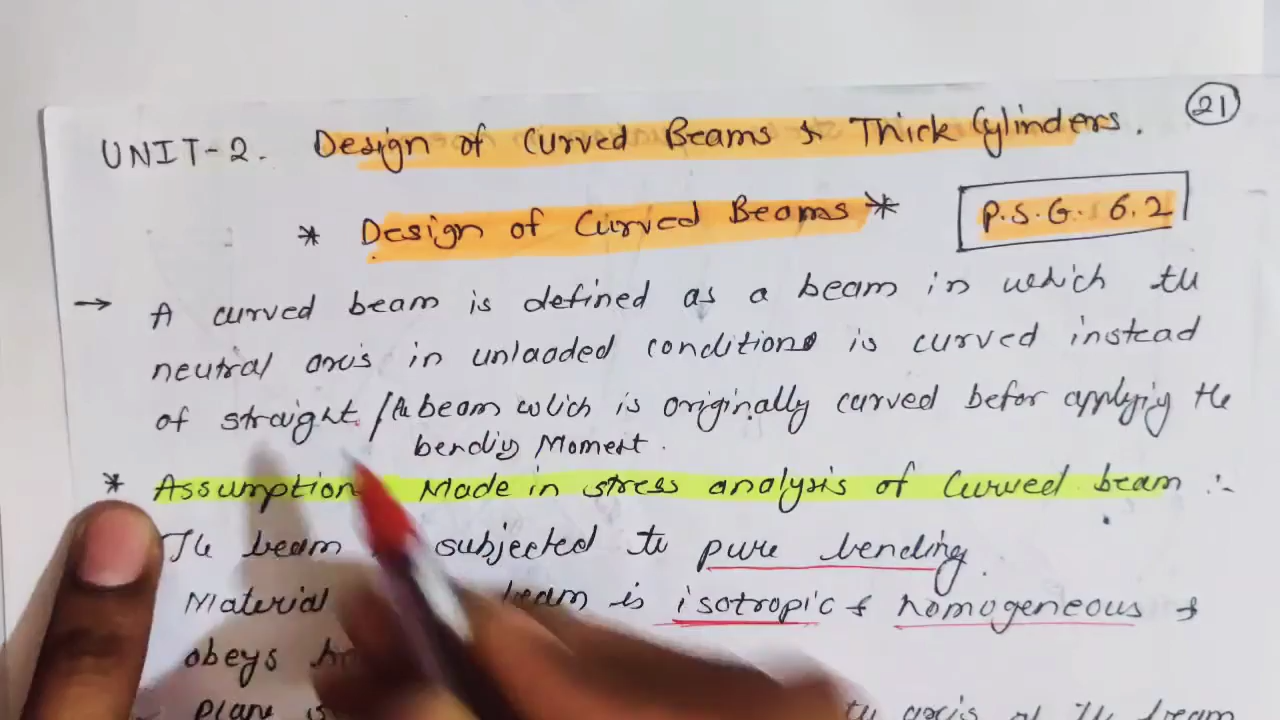 21
UNIT-2. Design of Curved Beams & Thick Cylinders.
* Design of Curved Beams *
P.S.G. 6.2
→ A curved beam is defined as a beam in which the
neutral axis in unloaded condition is curved instead
of straight / A beam which is originally curved befor applying the
bending Moment.
* Assumption Made in stress analysis of Curved beam :-
The beam subjected to pure bending.
Material beam is isotropic & homogeneous &
obeys
Plane axis of the beam